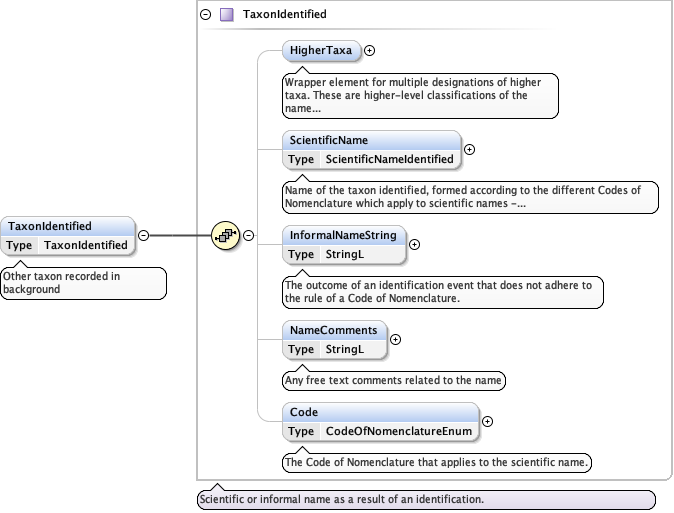 TaxonIdentified
HigherTaxa
Wrapper element for multiple designations of higher
taxa. These are higher-level classifications of the
name...
ScientificName
Type ScientificNameIdentified
Name of the taxon identified, formed according to the different Codes of
Nomenclature which apply to scientific names -...
TaxonIdentified
Type TaxonIdentified
Other taxon recorded in
background
InformalNameString
Type StringL
The outcome of an identification event that does not adhere to
the rule of a Code of Nomenclature.
NameComments
Type StringL
Any free text comments related to the name
Code
Type CodeOfNomenclatureEnum
The Code of Nomenclature that applies to the scientific name.
Scientific or informal name as a result of an identification.